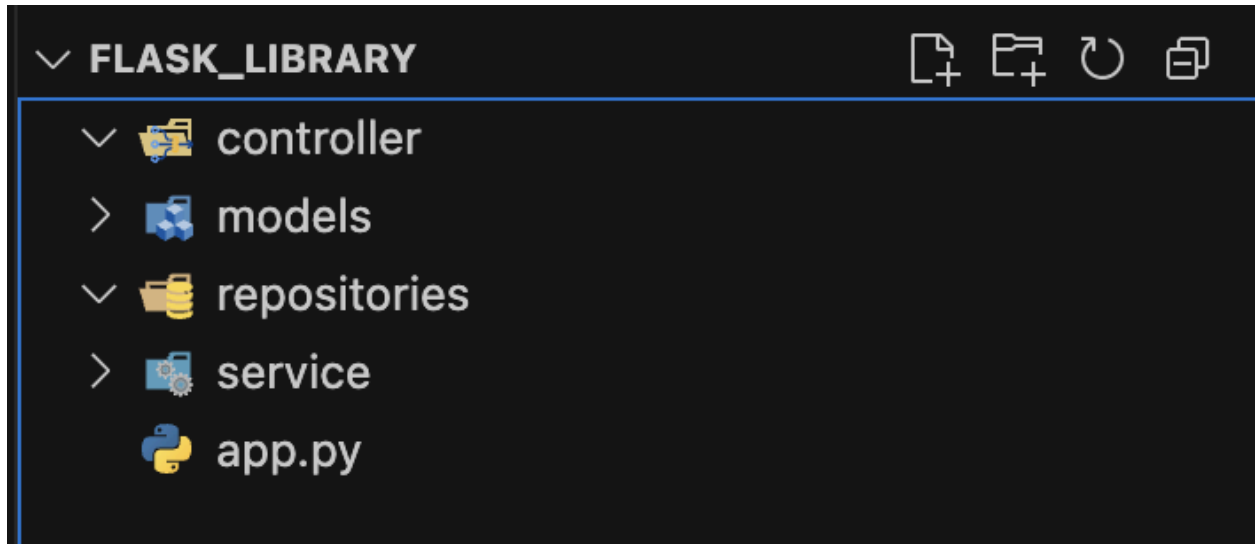 FLASK_LIBRARY
controller
models
repositories
service
app.py